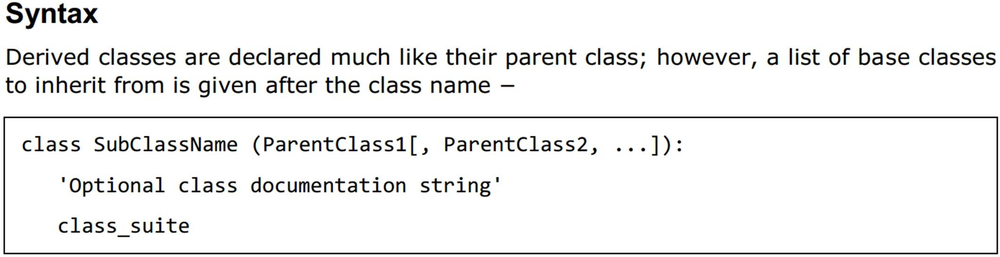 Syntax
Derived classes are declared much like their parent class; however, a list of base classes
to inherit from is given after the class name –
class SubClassName (ParentClass1[, ParentClass2, ...]):
'Optional class documentation string'
class_suite